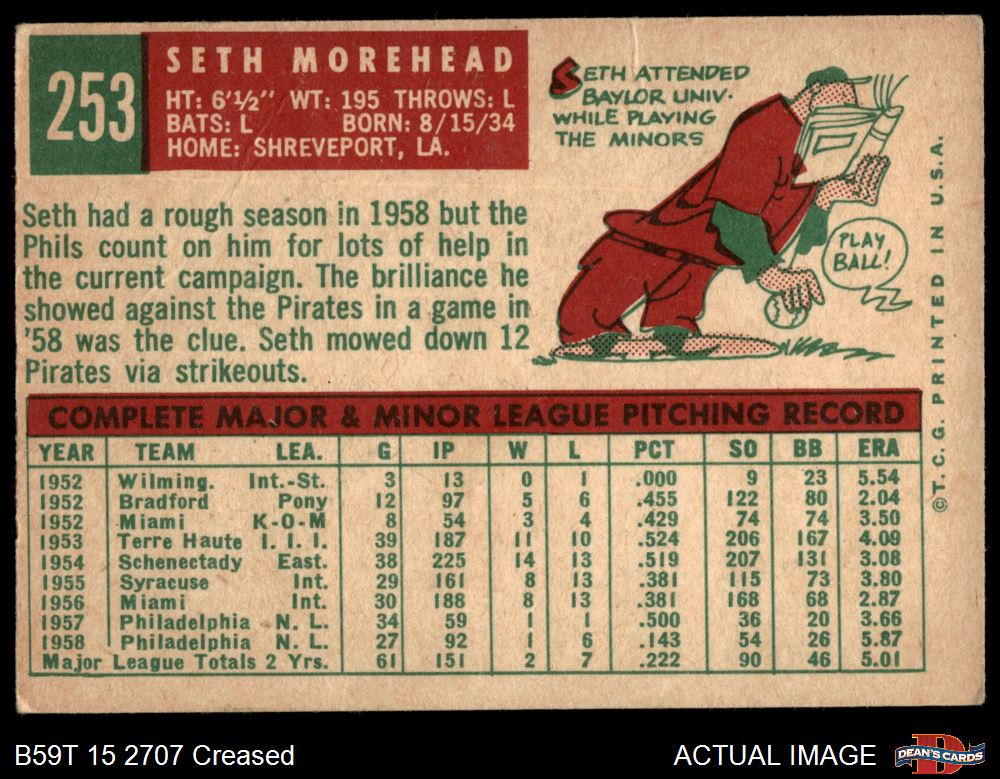 253
SETH MOREHEAD
HT: 6'½" WT: 195 THROWS: L
BATS: L BORN: 8/15/34
HOME: SHREVEPORT, LA.
SETH ATTENDED
BAYLOR UNIV.
WHILE PLAYING
THE MINORS
PLAY
BALL!
Seth had a rough season in 1958 but the
Phils count on him for lots of help in
the current campaign. The brilliance he
showed against the Pirates in a game in
'58 was the clue. Seth mowed down 12
Pirates via strikeouts.
COMPLETE MAJOR & MINOR LEAGUE PITCHING RECORD
YEAR TEAM LEA. G IP W L PCT SO BB ERA
1952 Wilming. Int.-St. 3 13 0 1 .000 9 23 5.54
1952 Bradford Pony 12 97 5 6 .455 122 80 2.04
1952 Miami K-O-M 8 54 3 4 .429 74 74 3.50
1953 Terre Haute I. I. I. 39 187 11 10 .524 206 167 4.09
1954 Schenectady East. 38 225 14 13 .519 207 131 3.08
1955 Syracuse Int. 29 161 8 13 .381 115 73 3.80
1956 Miami Int. 30 188 8 13 .381 168 68 2.87
1957 Philadelphia N. L. 34 59 1 1 .500 36 20 3.66
1958 Philadelphia N. L. 27 92 1 6 .143 54 26 5.87
Major League Totals 2 Yrs. 61 151 2 7 .222 90 46 5.01
©T. C. G. PRINTED IN U.S.A.
B59T 15 2707 Creased
ACTUAL IMAGE
DEAN'S CARDS